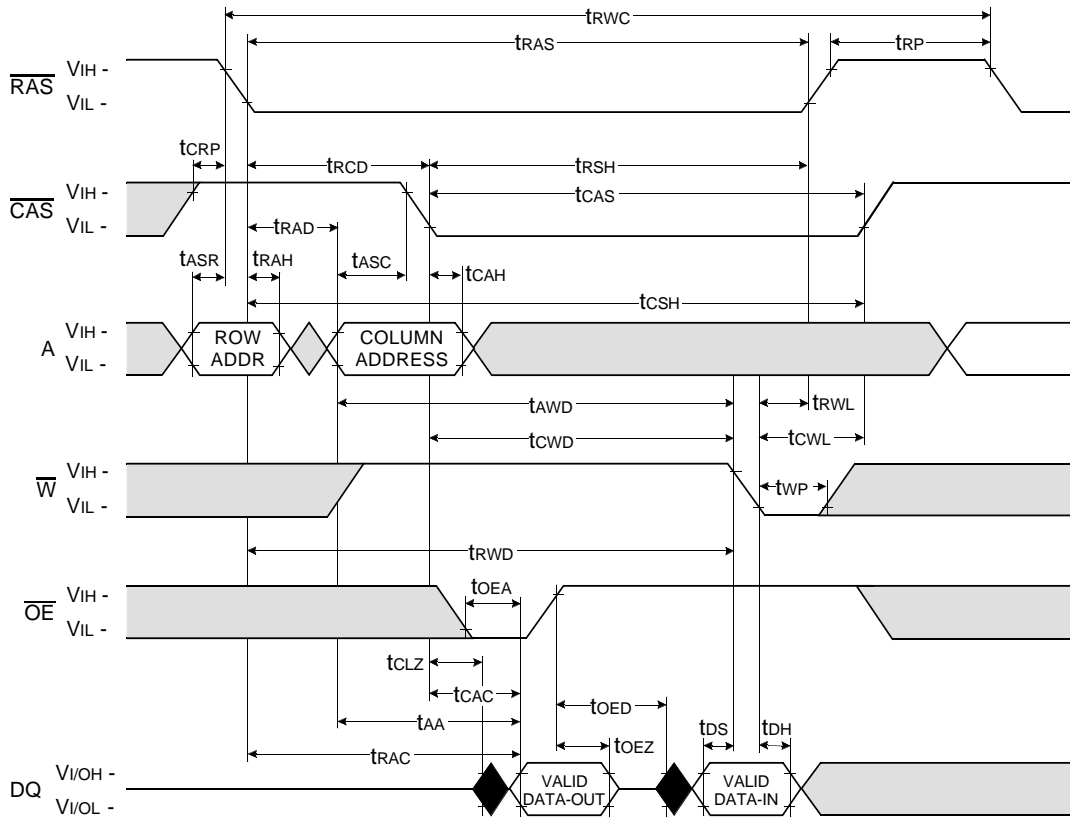 tRWC
tRAS
tRP
RAS
VIH -
VIL -
tCRP
tRCD
tRSH
CAS
VIH -
VIL -
tCAS
tRAD
tASR
tRAH
tASC
tCAH
tCSH
A
VIH -
VIL -
ROW
ADDR
COLUMN
ADDRESS
tAWD
tRWL
tCWD
tCWL
W
VIH -
VIL -
tWP
tRWD
OE
VIH -
VIL -
tOEA
tCLZ
tCAC
tOED
tAA
tOEZ
tDS
tDH
tRAC
DQ
VI/OH -
VI/OL -
VALID
DATA-OUT
VALID
DATA-IN